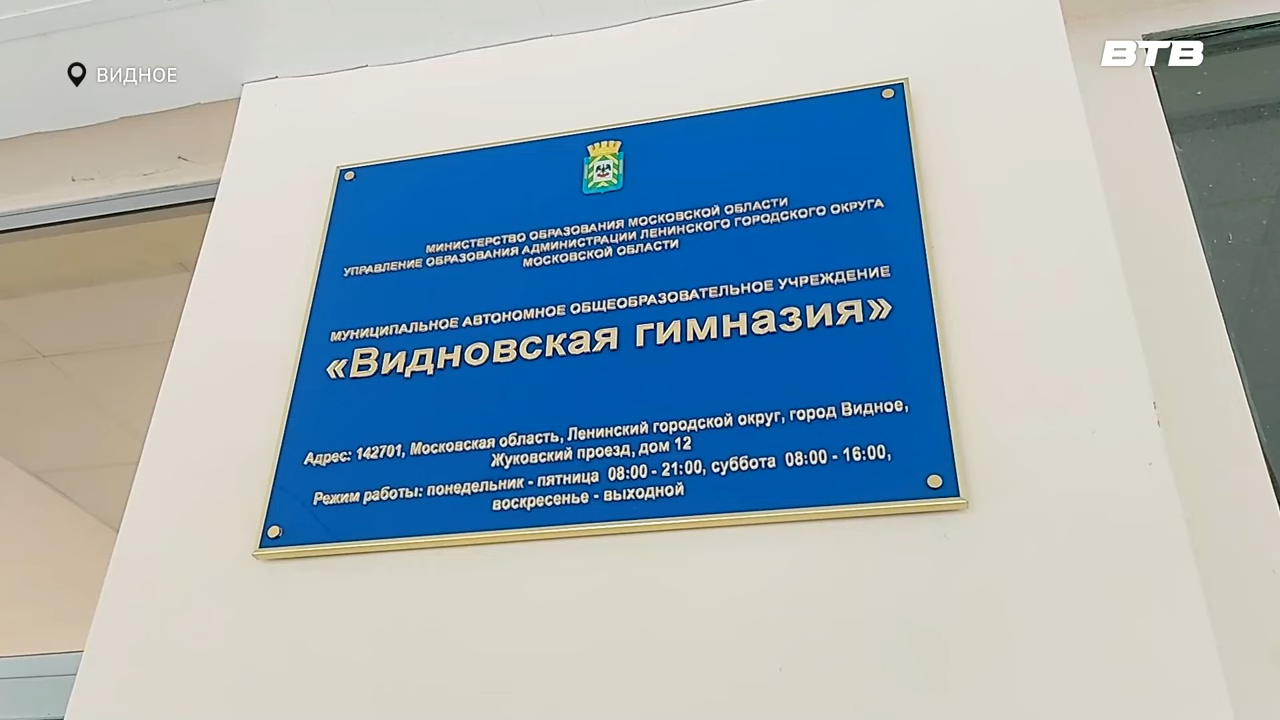 ВИДНОЕ
ВТВ
МИНИСТЕРСТВО ОБРАЗОВАНИЯ МОСКОВСКОЙ ОБЛАСТИ
УПРАВЛЕНИЕ ОБРАЗОВАНИЯ АДМИНИСТРАЦИИ ЛЕНИНСКОГО ГОРОДСКОГО ОКРУГА
МОСКОВСКОЙ ОБЛАСТИ
МУНИЦИПАЛЬНОЕ АВТОНОМНОЕ ОБЩЕОБРАЗОВАТЕЛЬНОЕ УЧРЕЖДЕНИЕ
«Видновская гимназия»
Адрес: 142701, Московская область, Ленинский городской округ, город Видное,
Жуковский проезд, дом 12
Режим работы: понедельник - пятница 08:00 - 21:00, суббота 08:00 - 16:00,
воскресенье - выходной